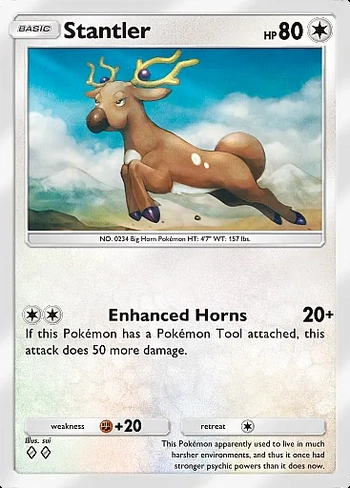 BASIC Stantler HP 80
NO. 0234 Big Horn Pokémon HT: 4'7" WT: 157 lbs.
Enhanced Horns 20+
If this Pokémon has a Pokémon Tool attached, this
attack does 50 more damage.
weakness +20 retreat
Illus. sui
This Pokémon apparently used to live in much
harsher environments, and thus it once had
stronger psychic powers than it does now.